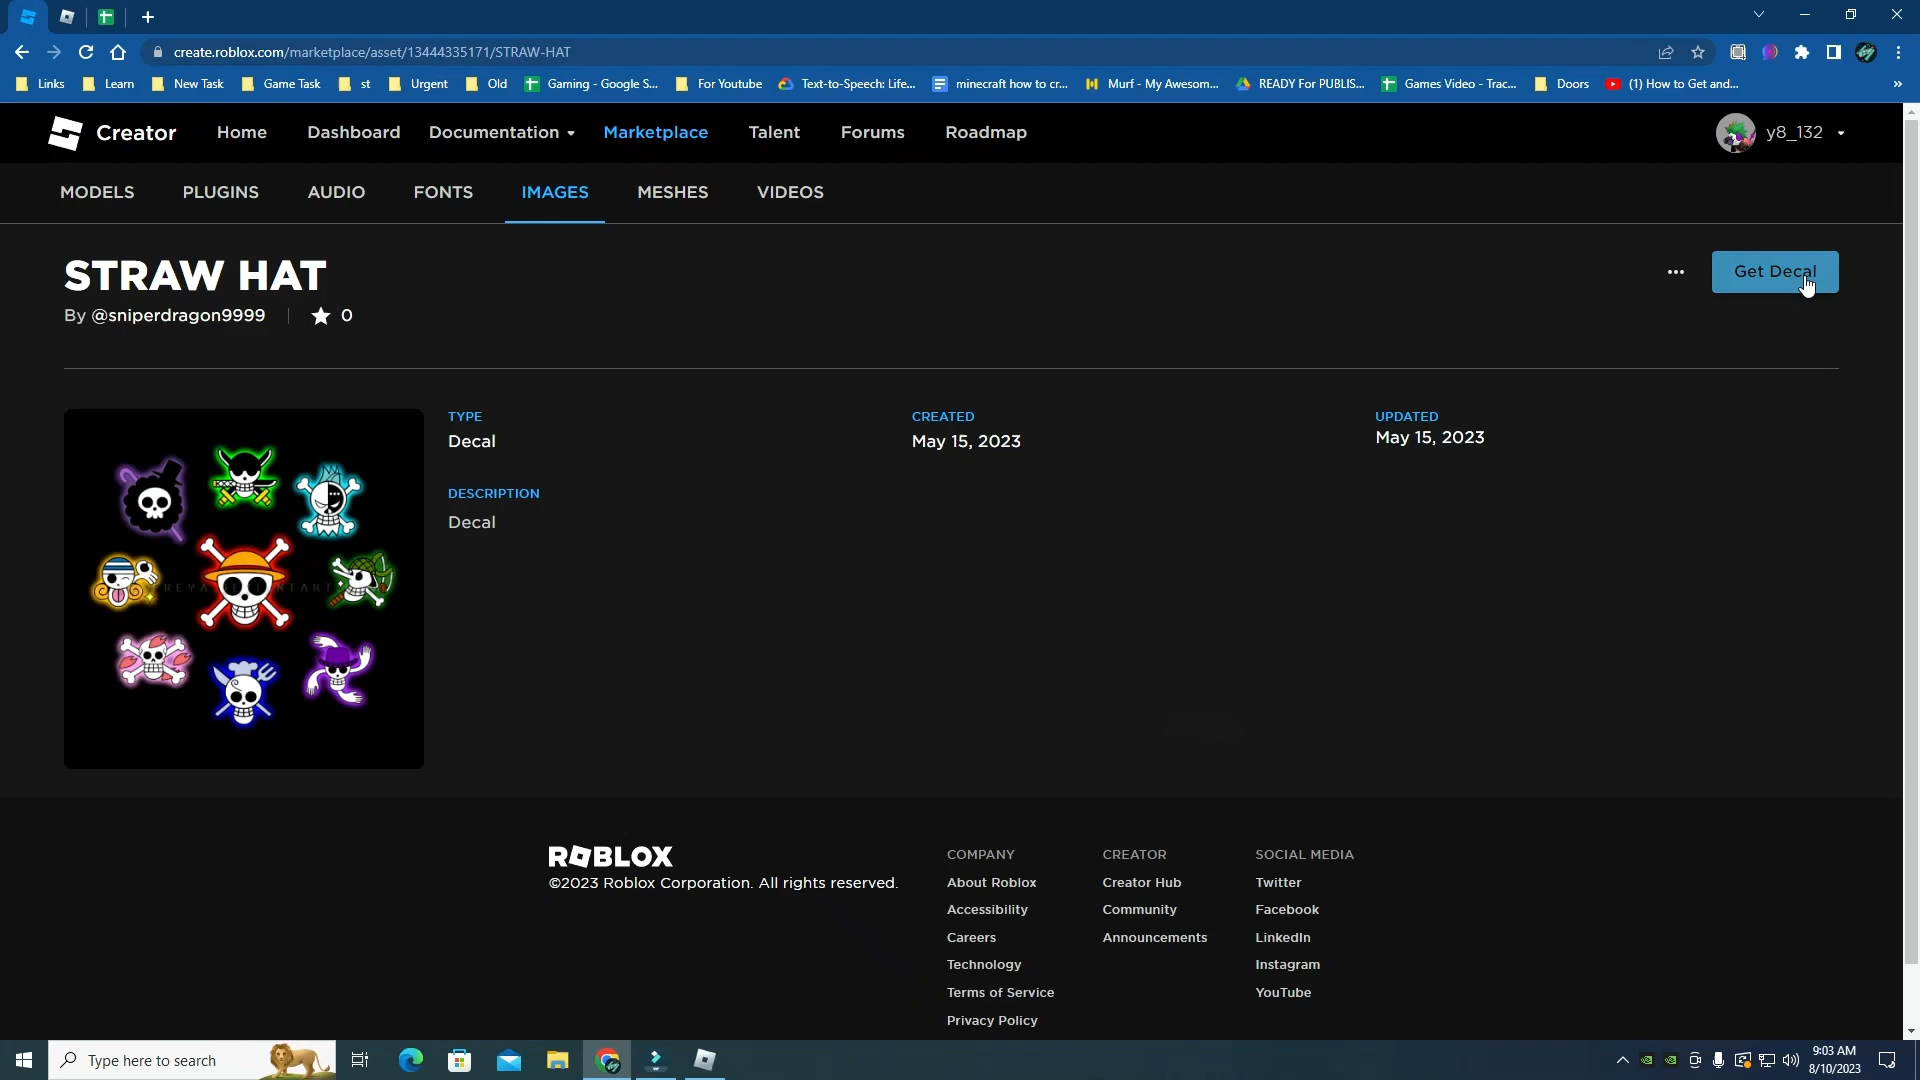 create.roblox.com/marketplace/asset/13444335171/STRAW-HAT
Links Learn New Task Game Task st Urgent Old Gaming - Google S... For Youtube Text-to-Speech: Life... minecraft how to cr... Murf - My Awesom... READY For PUBLIS... Games Video - Trac... Doors (1) How to Get and... »
Creator Home Dashboard Documentation Marketplace Talent Forums Roadmap y8_132
MODELS PLUGINS AUDIO FONTS IMAGES MESHES VIDEOS
STRAW HAT
Get Decal
By @sniperdragon9999 0
TYPE CREATED UPDATED
Decal May 15, 2023 May 15, 2023
DESCRIPTION
Decal
ROBLOX
©2023 Roblox Corporation. All rights reserved.
COMPANY
About Roblox
Accessibility
Careers
Technology
Terms of Service
Privacy Policy
CREATOR
Creator Hub
Community
Announcements
SOCIAL MEDIA
Twitter
Facebook
LinkedIn
Instagram
YouTube
Type here to search
9:03 AM
8/10/2023